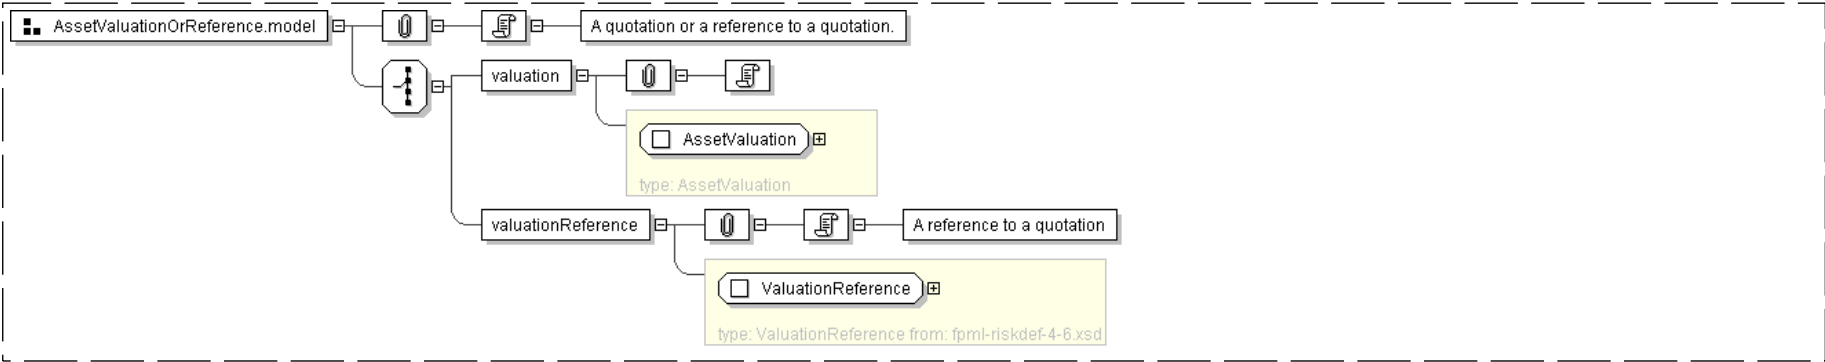 AssetValuationOrReference.model
A quotation or a reference to a quotation.
valuation
AssetValuation
type: AssetValuation
valuationReference
A reference to a quotation
ValuationReference
type: ValuationReference from: fpml-riskdef-4-6.xsd